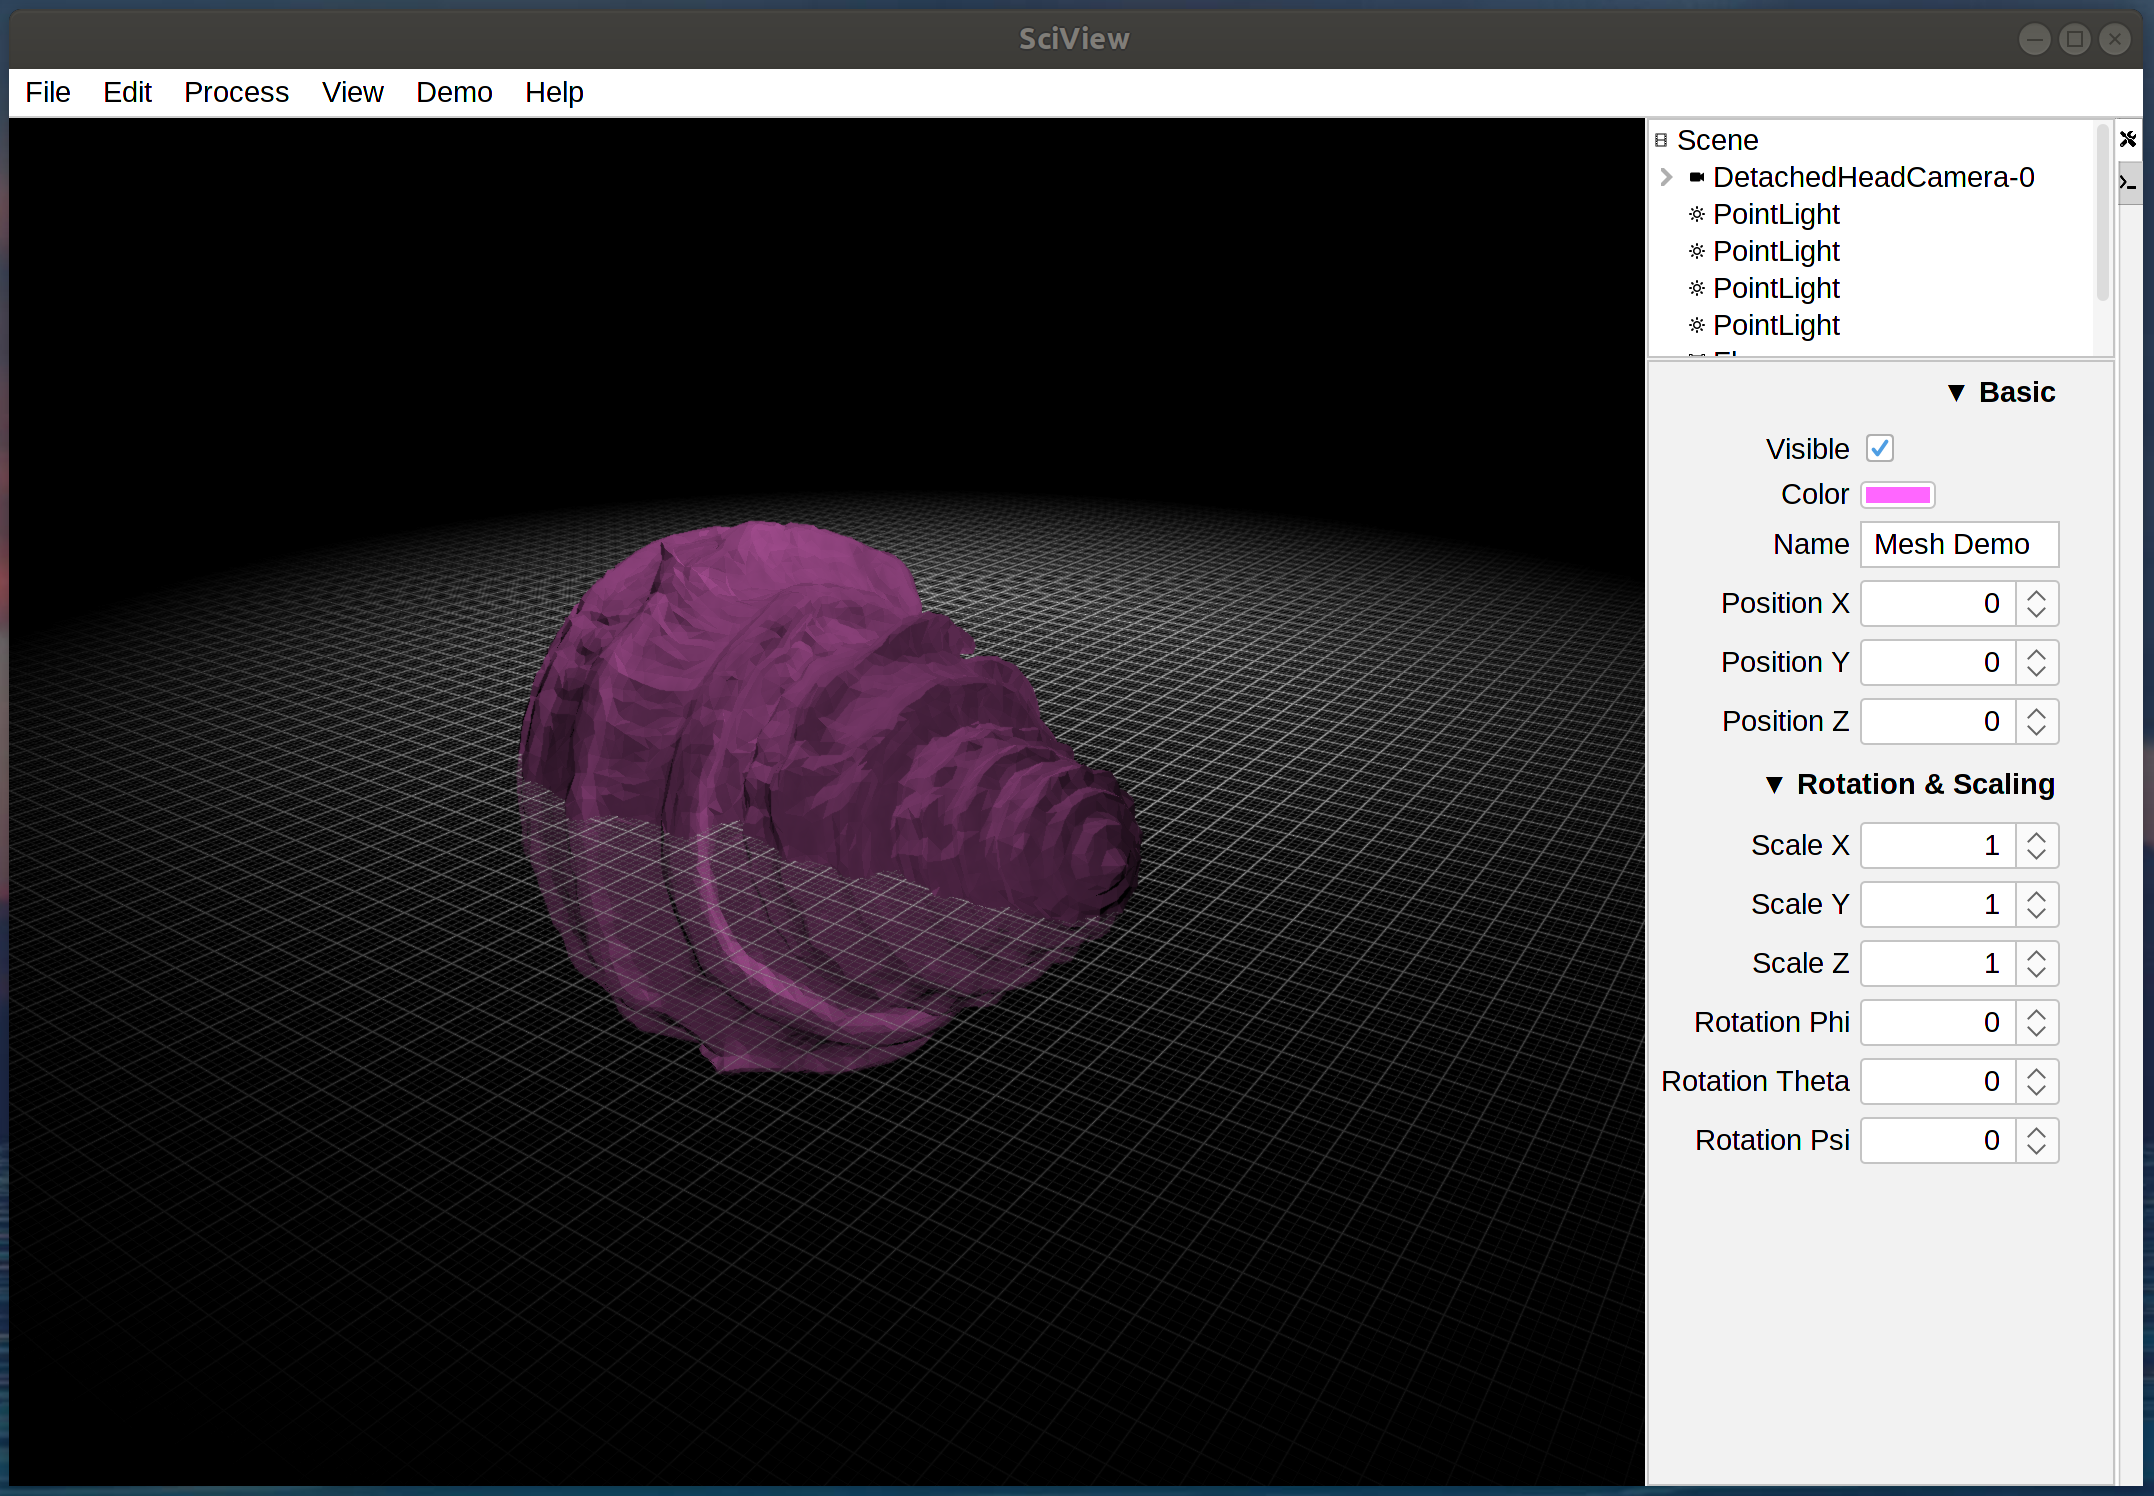 SciView
File Edit Process View Demo Help
Scene
DetachedHeadCamera-0
PointLight
PointLight
PointLight
PointLight
▼ Basic
Visible
Color
Name Mesh Demo
Position X 0
Position Y 0
Position Z 0
▼ Rotation & Scaling
Scale X 1
Scale Y 1
Scale Z 1
Rotation Phi 0
Rotation Theta 0
Rotation Psi 0